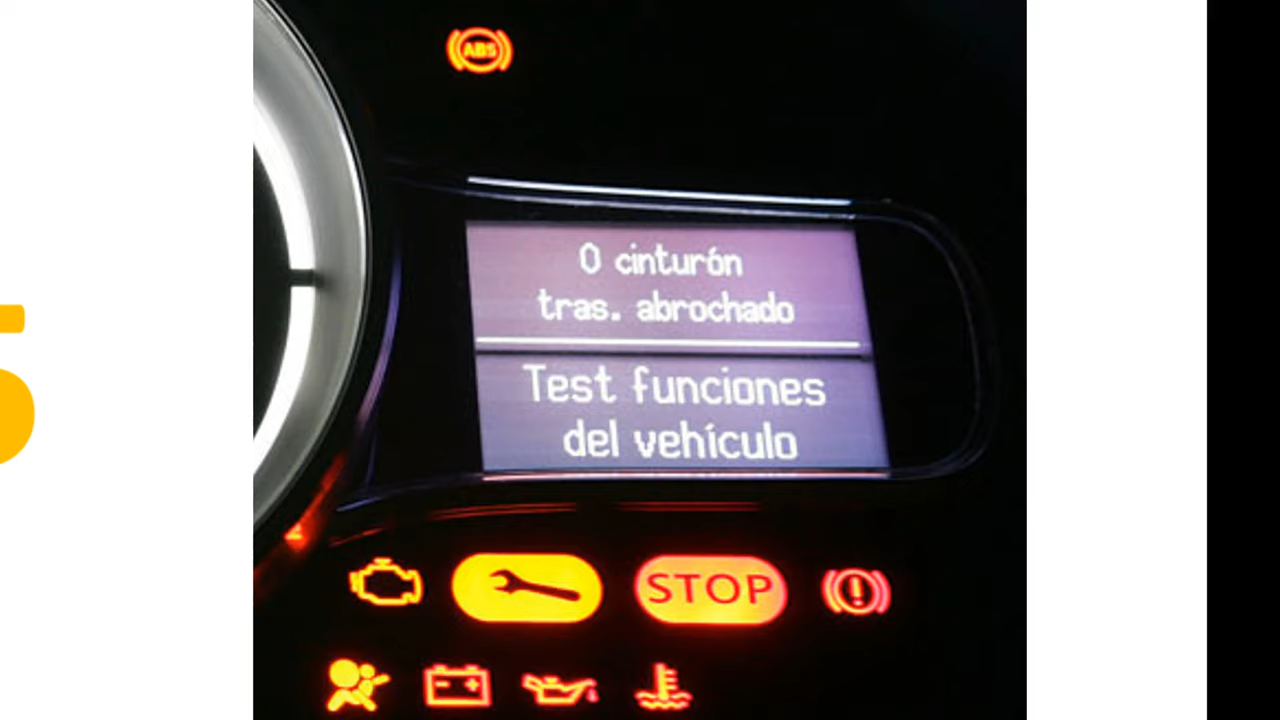 ABS
0 cinturón
tras. abrochado
Test funciones
del vehículo
STOP